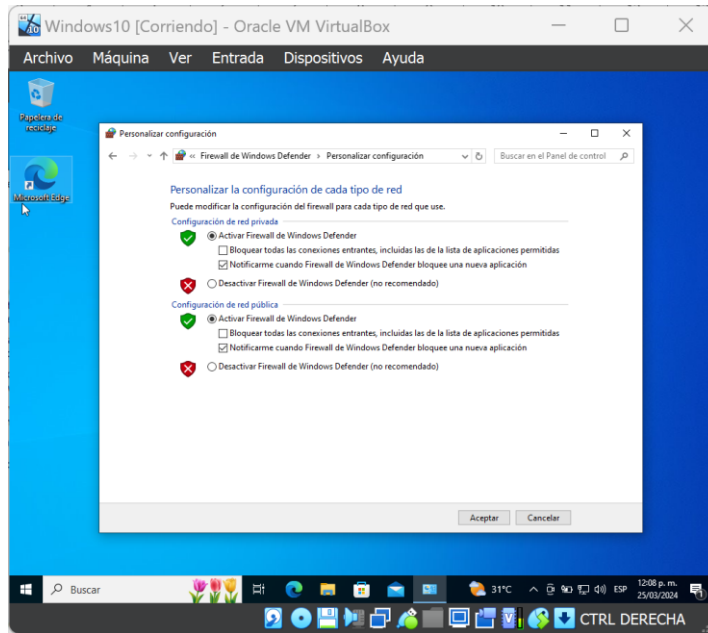 Windows10 [Corriendo] - Oracle VM VirtualBox
Archivo Máquina Ver Entrada Dispositivos Ayuda
Papelera de
reciclaje
Microsoft Edge
Personalizar configuración
« Firewall de Windows Defender › Personalizar configuración
Buscar en el Panel de control
Personalizar la configuración de cada tipo de red
Puede modificar la configuración del firewall para cada tipo de red que use.
Configuración de red privada
Activar Firewall de Windows Defender
Bloquear todas las conexiones entrantes, incluidas las de la lista de aplicaciones permitidas
Notificarme cuando Firewall de Windows Defender bloquee una nueva aplicación
Desactivar Firewall de Windows Defender (no recomendado)
Configuración de red pública
Activar Firewall de Windows Defender
Bloquear todas las conexiones entrantes, incluidas las de la lista de aplicaciones permitidas
Notificarme cuando Firewall de Windows Defender bloquee una nueva aplicación
Desactivar Firewall de Windows Defender (no recomendado)
Aceptar Cancelar
Buscar
31°C
ESP
12:08 p. m.
25/03/2024
CTRL DERECHA